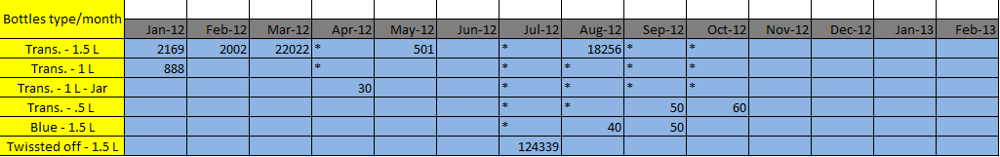 Bottles type/month
Jan-12 Feb-12 Mar-12 Apr-12 May-12 Jun-12 Jul-12 Aug-12 Sep-12 Oct-12 Nov-12 Dec-12 Jan-13 Feb-13
Trans. - 1.5 L 2169 2002 22022 * 501 * 18256 * *
Trans. - 1 L 888 * * * * *
Trans. - 1 L - Jar 30 * * * *
Trans. - .5 L * * 50 60
Blue - 1.5 L * 40 50
Twissted off - 1.5 L 124339